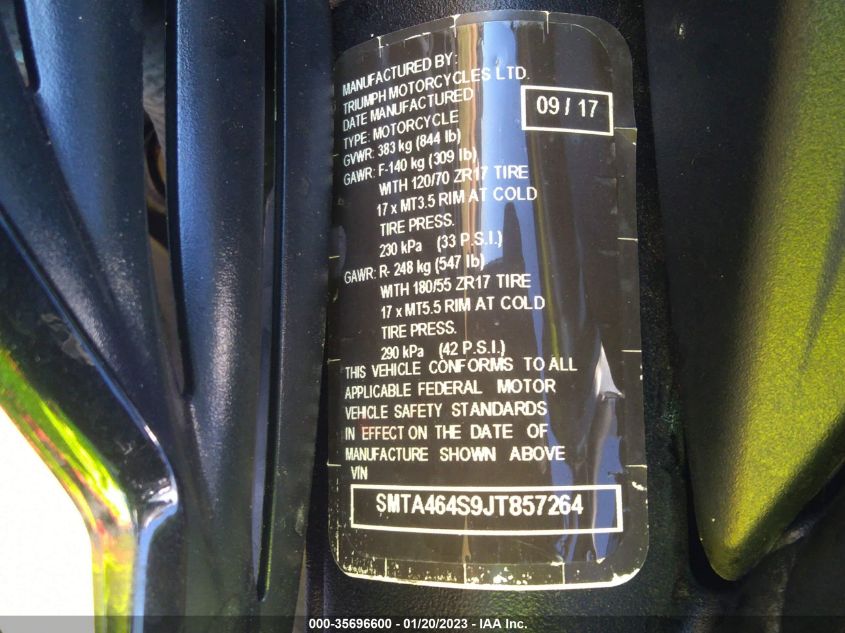 MANUFACTURED BY:
TRIUMPH MOTORCYCLES LTD.
DATE MANUFACTURED
09 / 17
TYPE: MOTORCYCLE
GVWR: 383 kg (844 lb)
GAWR: F-140 kg (309 lb)
WITH 120/70 ZR17 TIRE
17 x MT3.5 RIM AT COLD
TIRE PRESS.
230 kPa (33 P.S.I.)
GAWR: R- 248 kg (547 lb)
WITH 180/55 ZR17 TIRE
17 x MT5.5 RIM AT COLD
TIRE PRESS.
290 kPa (42 P.S.I.)
THIS VEHICLE CONFORMS TO ALL
APPLICABLE FEDERAL MOTOR
VEHICLE SAFETY STANDARDS
IN EFFECT ON THE DATE OF
MANUFACTURE SHOWN ABOVE
VIN
SMTA464S9JT857264
000-35696600 - 01/20/2023 - IAA Inc.